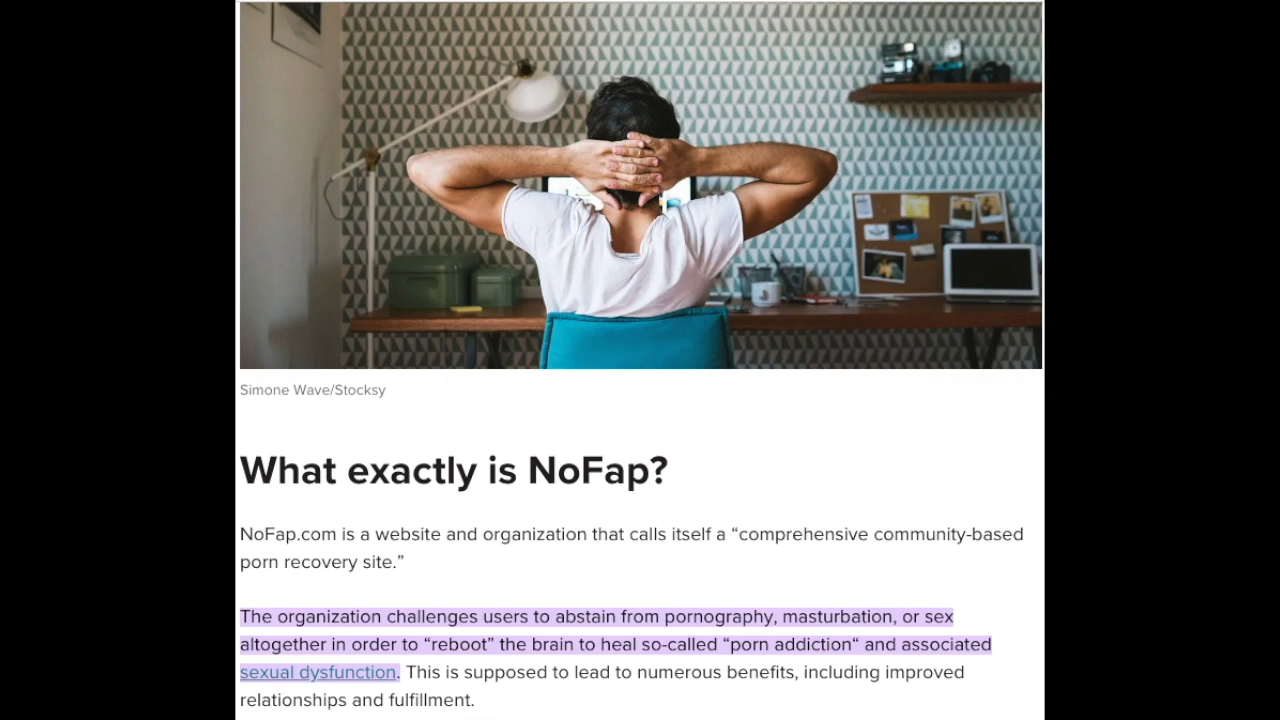 Simone Wave/Stocksy
What exactly is NoFap?
NoFap.com is a website and organization that calls itself a “comprehensive community-based
porn recovery site.”
The organization challenges users to abstain from pornography, masturbation, or sex
altogether in order to “reboot” the brain to heal so-called “porn addiction“ and associated
sexual dysfunction. This is supposed to lead to numerous benefits, including improved
relationships and fulfillment.